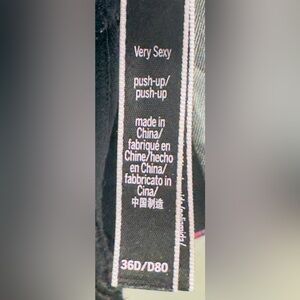 Very Sexy
push-up/
push-up
made in
China/
fabriqué en
Chine/hecho
en China/
fabbricato in
Cina/
中国制造
36D/D80